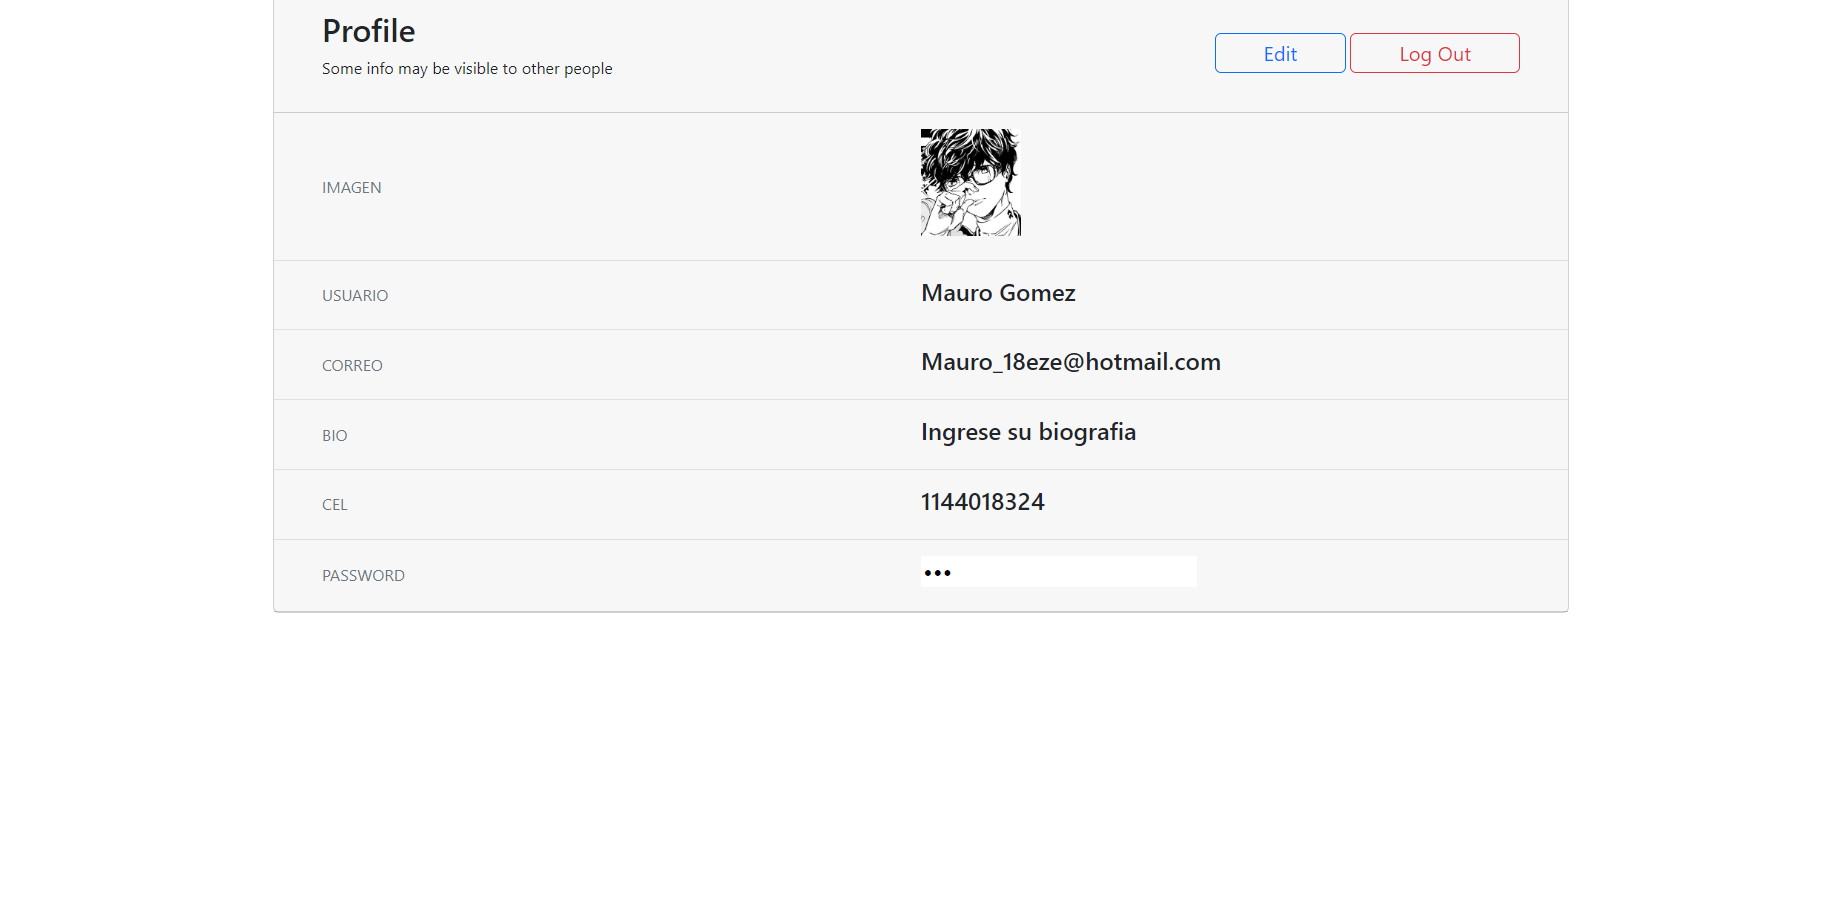 Profile
Some info may be visible to other people
Edit
Log Out
IMAGEN
USUARIO
Mauro Gomez
CORREO
Mauro_18eze@hotmail.com
BIO
Ingrese su biografia
CEL
1144018324
PASSWORD
•••